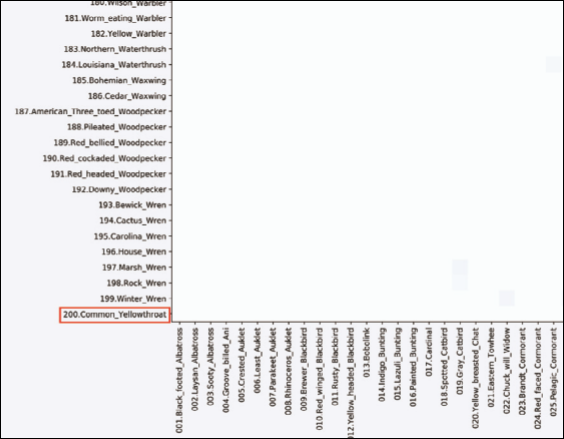 180.Wilson_Warbler
181.Worm_eating_Warbler
182.Yellow_Warbler
183.Northern_Waterthrush
184.Louisiana_Waterthrush
185.Bohemian_Waxwing
186.Cedar_Waxwing
187.American_Three_toed_Woodpecker
188.Pileated_Woodpecker
189.Red_bellied_Woodpecker
190.Red_cockaded_Woodpecker
191.Red_headed_Woodpecker
192.Downy_Woodpecker
193.Bewick_Wren
194.Cactus_Wren
195.Carolina_Wren
196.House_Wren
197.Marsh_Wren
198.Rock_Wren
199.Winter_Wren
200.Common_Yellowthroat
001.Black_footed_Albatross
002.Laysan_Albatross
003.Sooty_Albatross
004.Groove_billed_Ani
005.Crested_Auklet
006.Least_Auklet
007.Parakeet_Auklet
008.Rhinoceros_Auklet
009.Brewer_Blackbird
010.Red_winged_Blackbird
011.Rusty_Blackbird
012.Yellow_headed_Blackbird
013.Bobolink
014.Indigo_Bunting
015.Lazuli_Bunting
016.Painted_Bunting
017.Cardinal
018.Spotted_Catbird
019.Gray_Catbird
020.Yellow_breasted_Chat
021.Eastern_Towhee
022.Chuck_will_Widow
023.Brandt_Cormorant
024.Red_faced_Cormorant
025.Pelagic_Cormorant